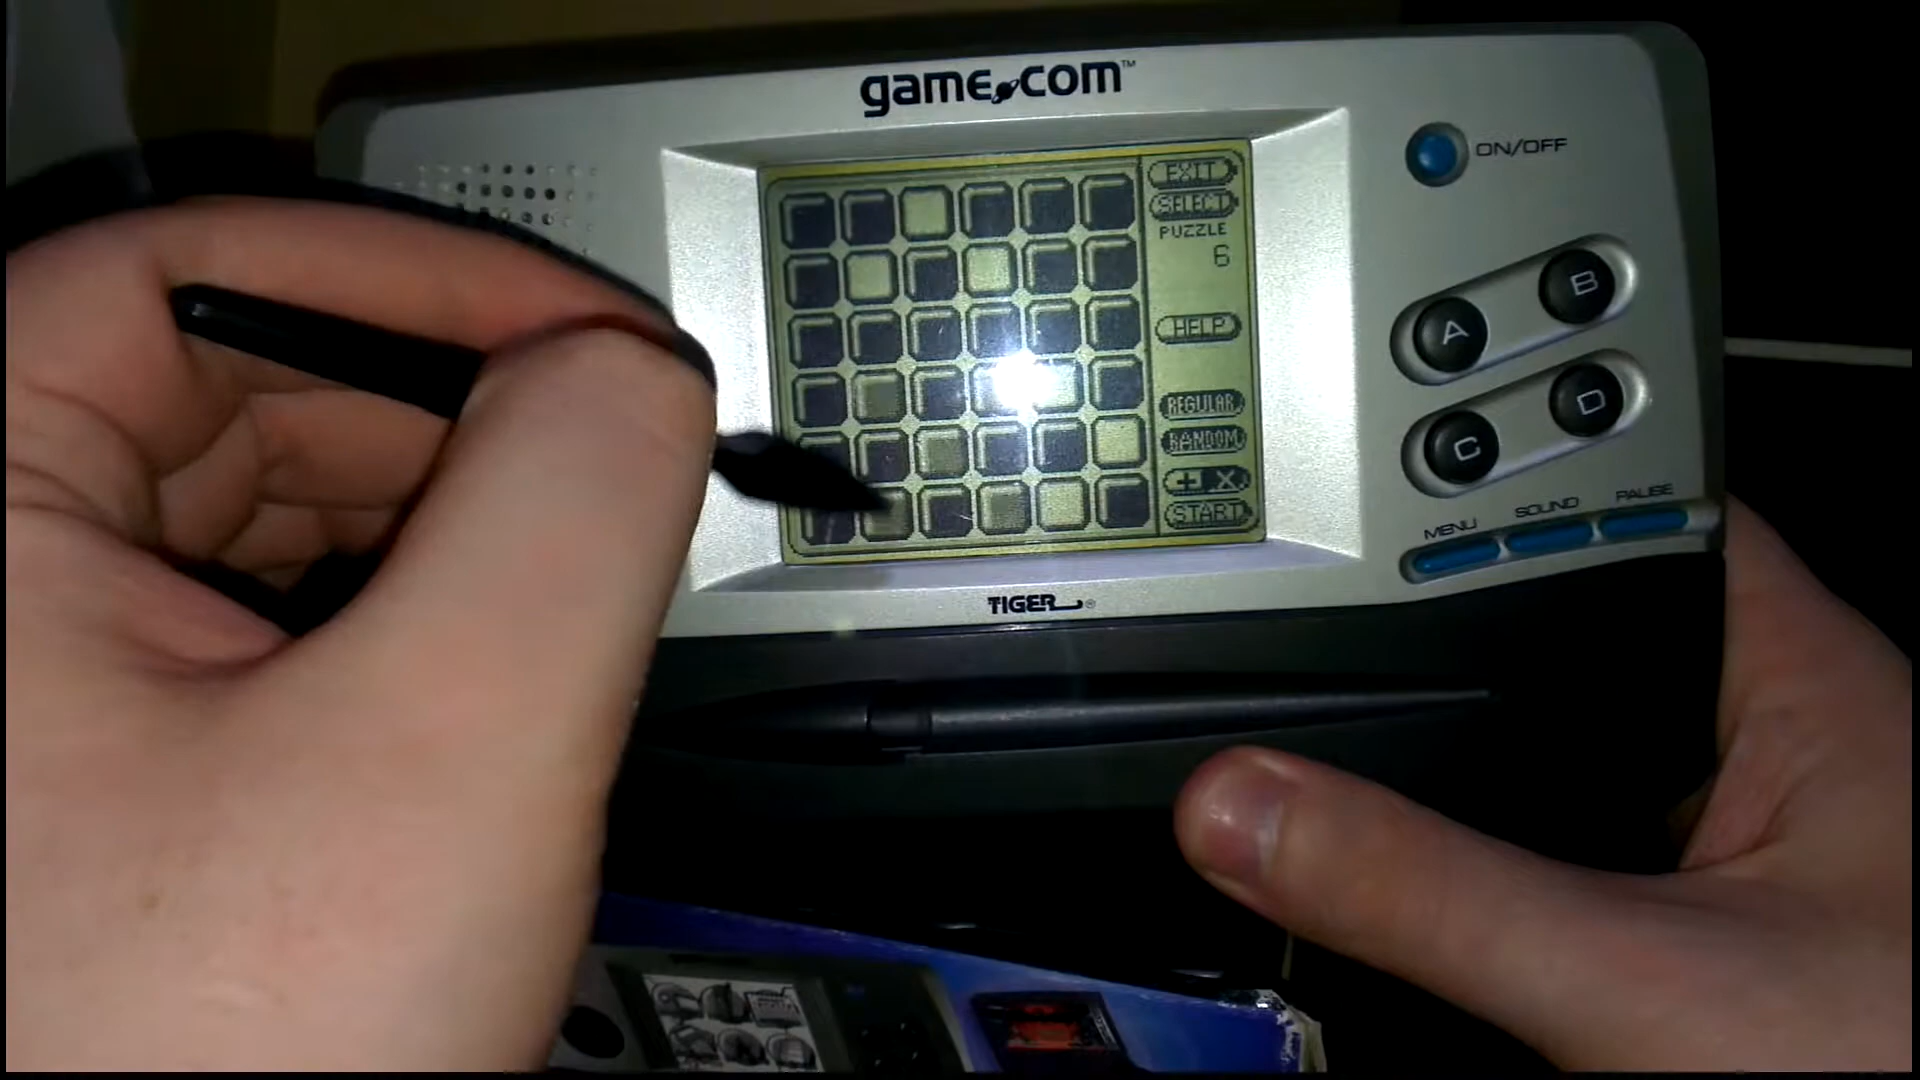 game.com™
EXIT
SELECT
PUZZLE
6
HELP
REGULAR
RANDOM
+ X
START
ON/OFF
A
B
C
D
MENU
SOUND
PAUSE
TIGER®